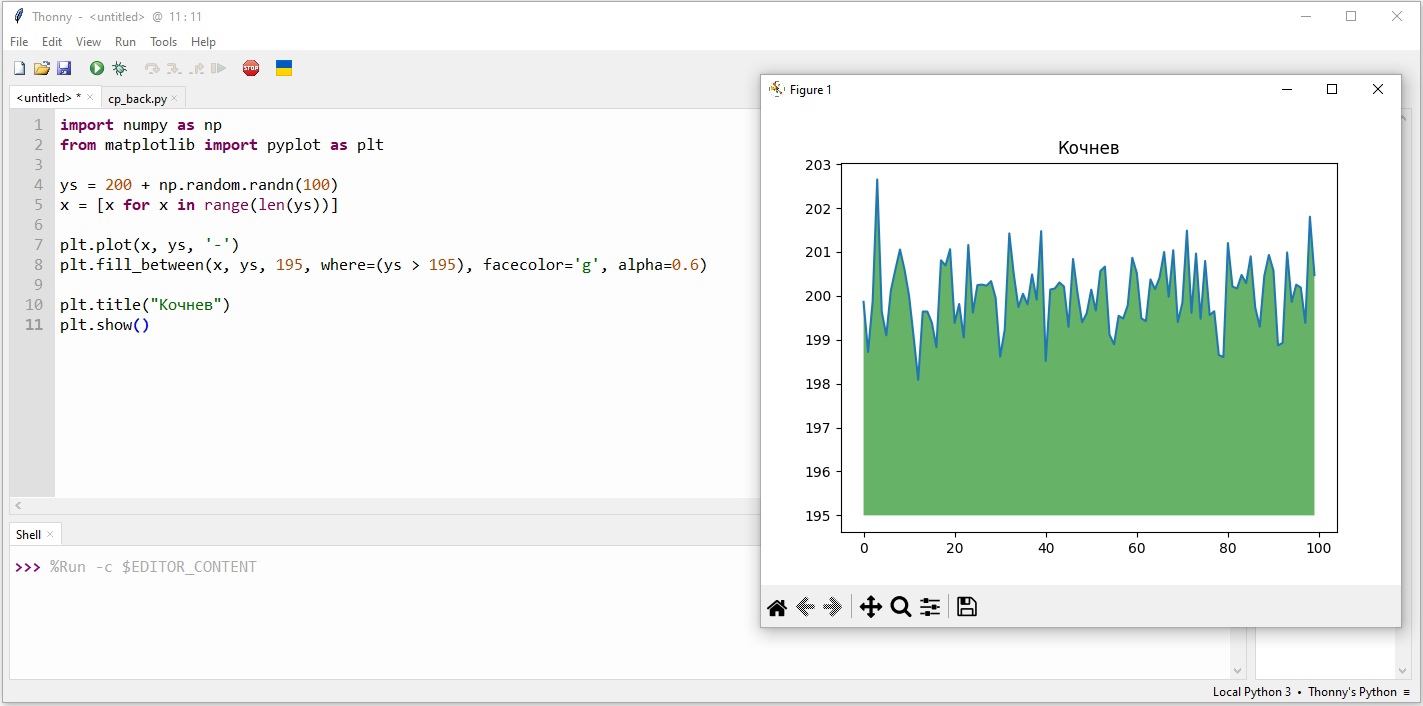 Thonny - <untitled> @ 11 : 11
File Edit View Run Tools Help
STOP
<untitled> * × cp_back.py ×
1 import numpy as np
2 from matplotlib import pyplot as plt
3
4 ys = 200 + np.random.randn(100)
5 x = [x for x in range(len(ys))]
6
7 plt.plot(x, ys, '-')
8 plt.fill_between(x, ys, 195, where=(ys > 195), facecolor='g', alpha=0.6)
9
10 plt.title("Кочнев")
11 plt.show()
Shell ×
>>> %Run -c $EDITOR_CONTENT
Figure 1
Кочнев
203
202
201
200
199
198
197
196
195
0 20 40 60 80 100
Local Python 3 • Thonny's Python ≡